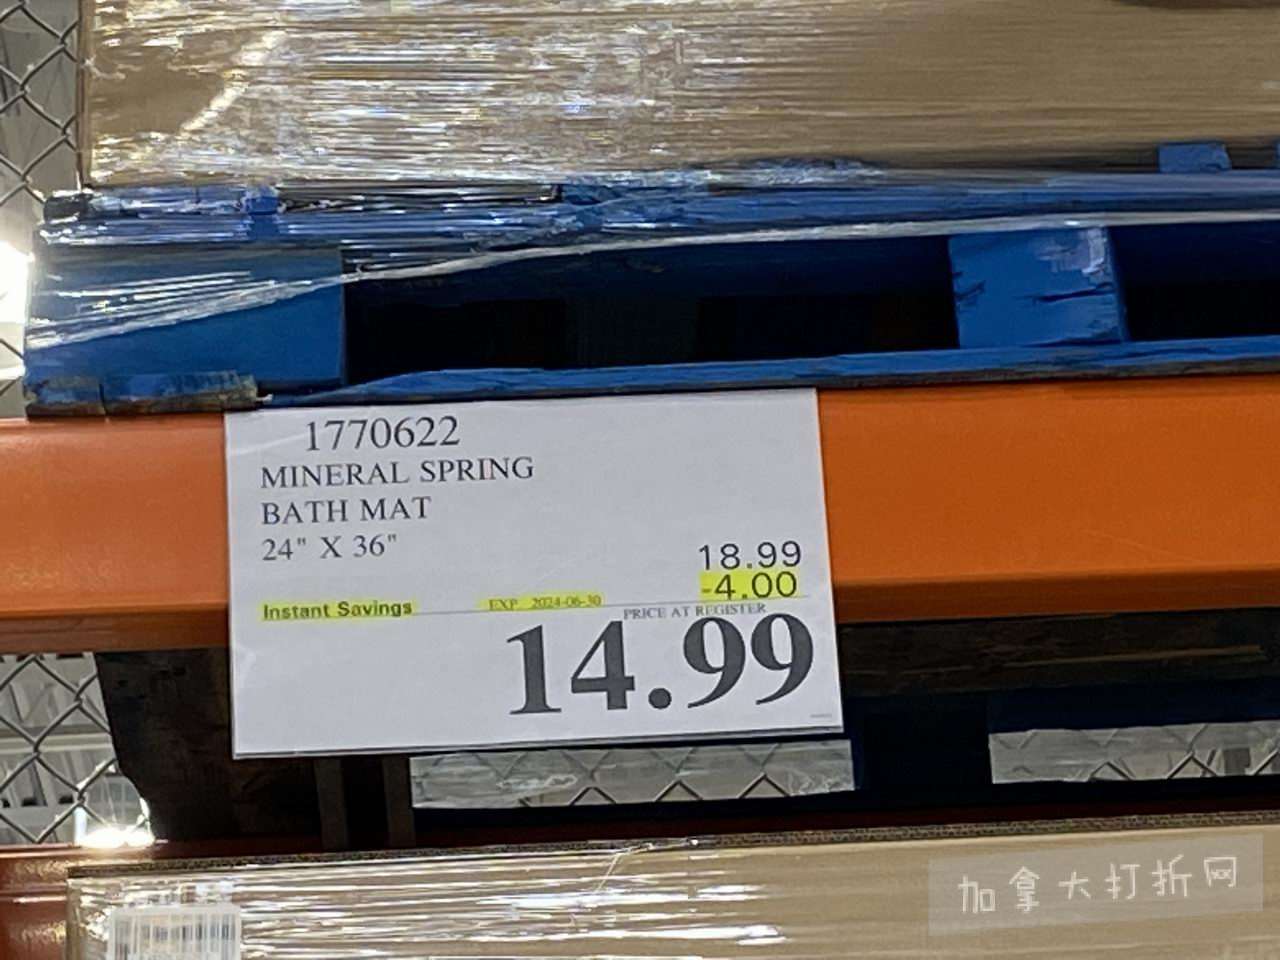 1770622
MINERAL SPRING
BATH MAT
24" X 36"
18.99
-4.00
Instant Savings EXP 2024-06-30
PRICE AT REGISTER
14.99
加拿大打折网